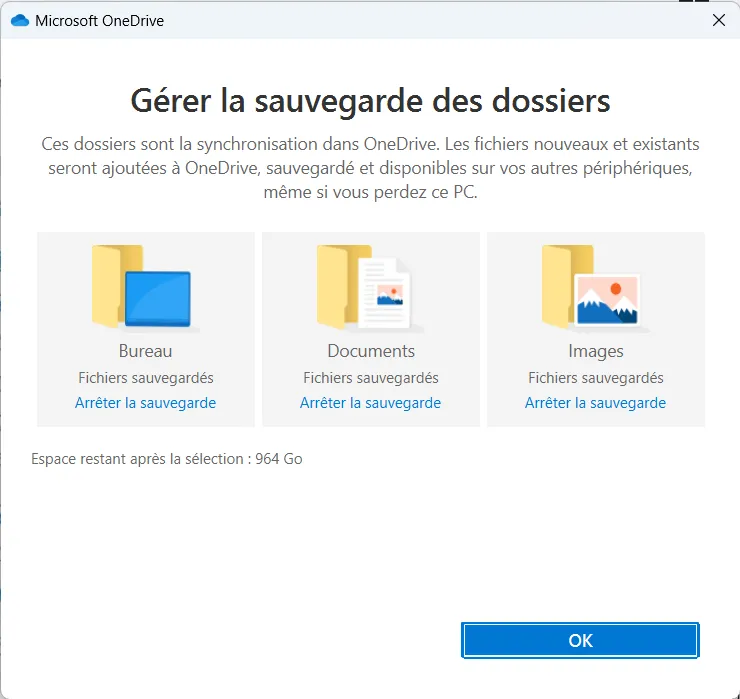 Microsoft OneDrive
Gérer la sauvegarde des dossiers
Ces dossiers sont la synchronisation dans OneDrive. Les fichiers nouveaux et existants
seront ajoutées à OneDrive, sauvegardé et disponibles sur vos autres périphériques,
même si vous perdez ce PC.
Bureau
Fichiers sauvegardés
Arrêter la sauvegarde
Documents
Fichiers sauvegardés
Arrêter la sauvegarde
Images
Fichiers sauvegardés
Arrêter la sauvegarde
Espace restant après la sélection : 964 Go
OK